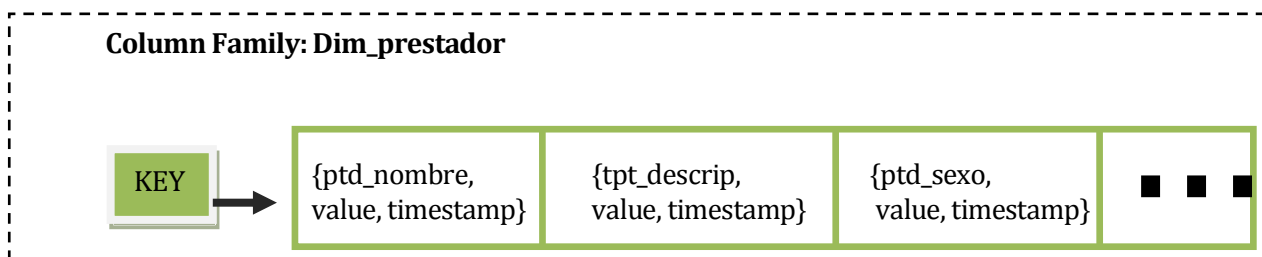 Column Family: Dim_prestador
KEY
{ptd_nombre,
value, timestamp}
{tpt_descrip,
value, timestamp}
{ptd_sexo,
value, timestamp}